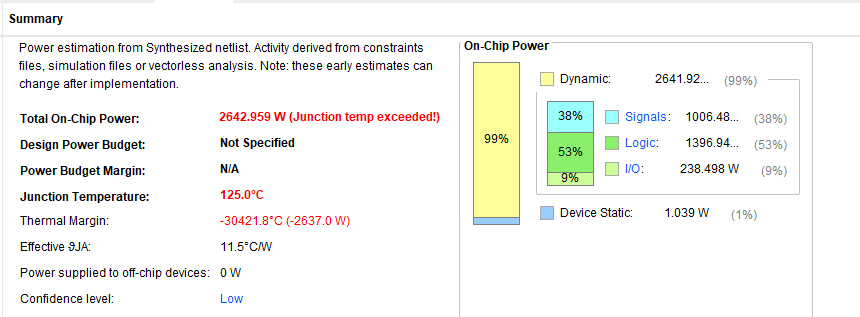 Summary
Power estimation from Synthesized netlist. Activity derived from constraints
files, simulation files or vectorless analysis. Note: these early estimates can
change after implementation.
Total On-Chip Power: 2642.959 W (Junction temp exceeded!)
Design Power Budget: Not Specified
Power Budget Margin: N/A
Junction Temperature: 125.0°C
Thermal Margin: -30421.8°C (-2637.0 W)
Effective ϑJA: 11.5°C/W
Power supplied to off-chip devices: 0 W
Confidence level: Low
On-Chip Power
99%
Dynamic: 2641.92... (99%)
38% Signals: 1006.48... (38%)
53% Logic: 1396.94... (53%)
9% I/O: 238.498 W (9%)
Device Static: 1.039 W (1%)